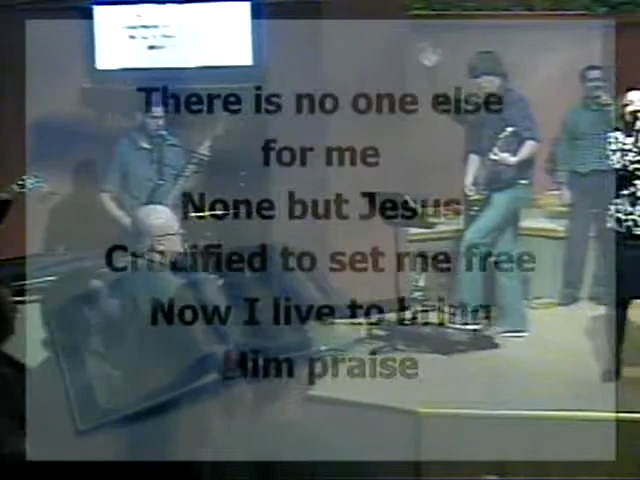 There is no one else
for me
None but Jesus
Crucified to set me free
Now I live to bring
Him praise